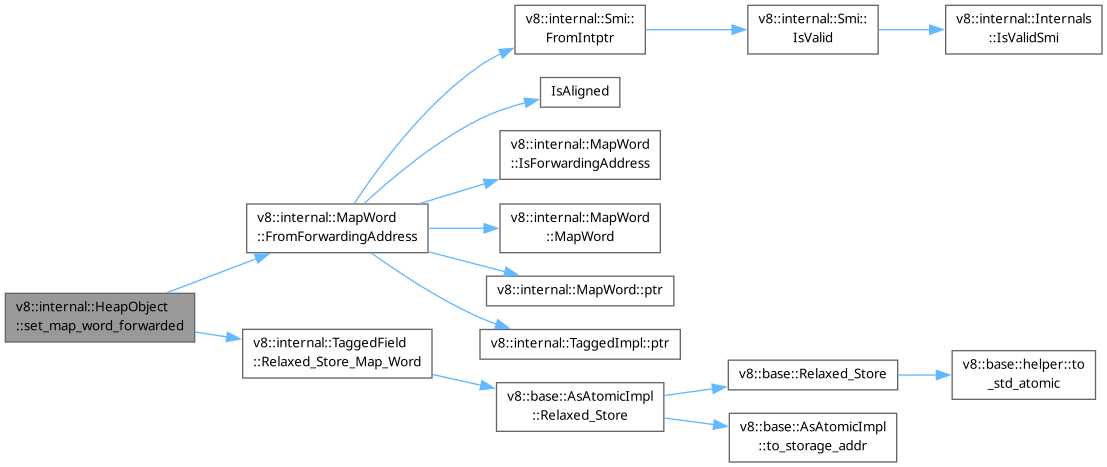 v8::internal::Smi::
FromIntptr
v8::internal::Smi::
IsValid
v8::internal::Internals
::IsValidSmi
IsAligned
v8::internal::MapWord
::IsForwardingAddress
v8::internal::MapWord
::FromForwardingAddress
v8::internal::MapWord
::MapWord
v8::internal::MapWord::ptr
v8::internal::HeapObject
::set_map_word_forwarded
v8::internal::TaggedImpl::ptr
v8::internal::TaggedField
::Relaxed_Store_Map_Word
v8::base::AsAtomicImpl
::Relaxed_Store
v8::base::Relaxed_Store
v8::base::helper::to
_std_atomic
v8::base::AsAtomicImpl
::to_storage_addr